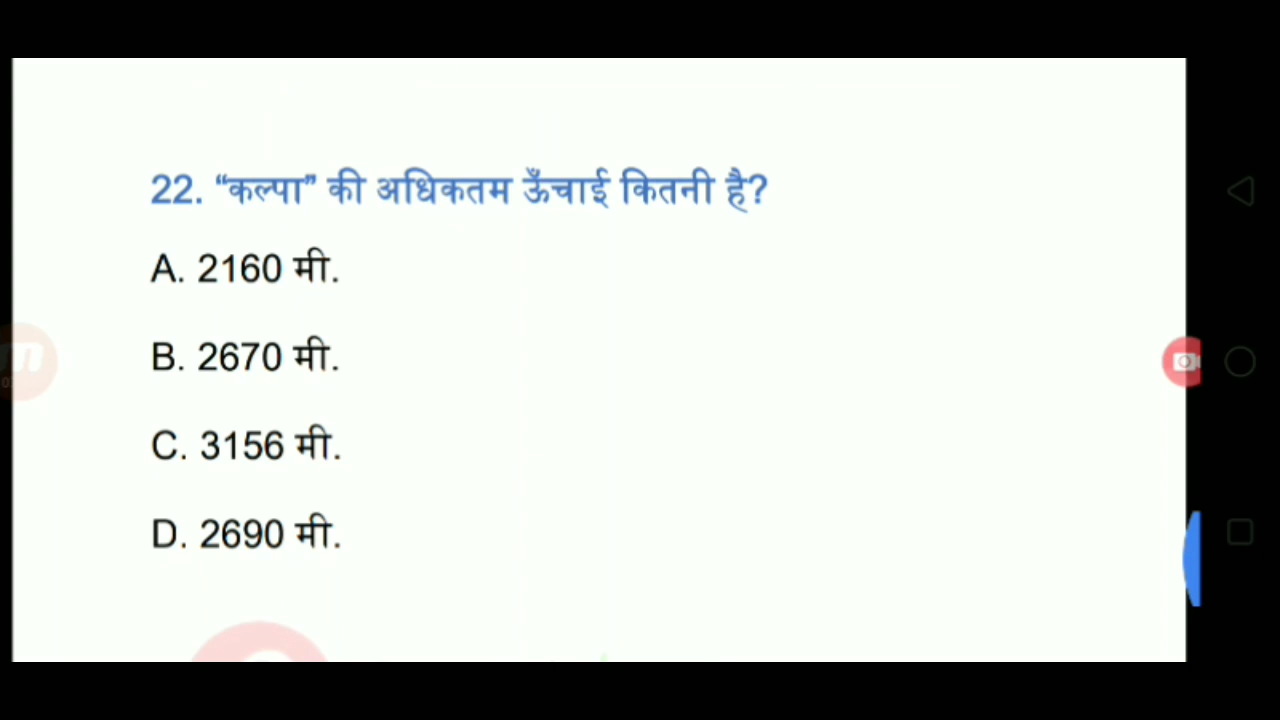 22. “कल्पा” की अधिकतम ऊँचाई कितनी है?
A. 2160 मी.
B. 2670 मी.
C. 3156 मी.
D. 2690 मी.